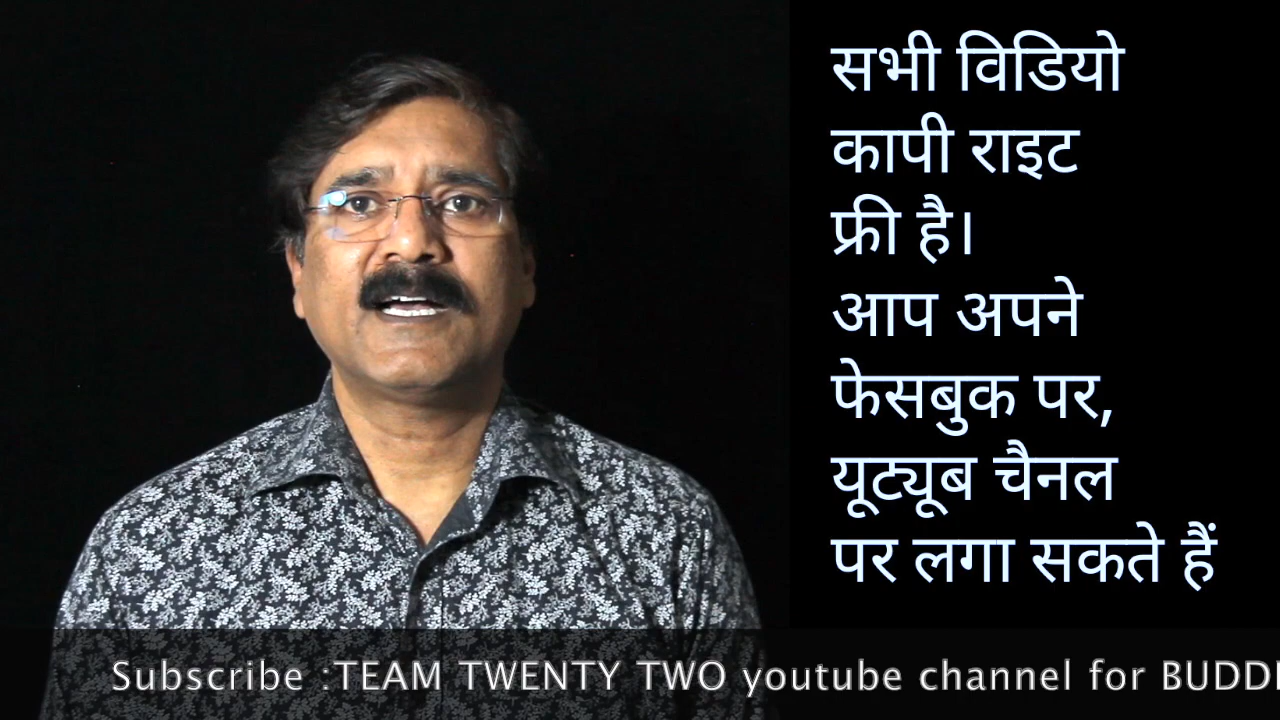 सभी विडियो
कापी राइट
फ्री है।
आप अपने
फेसबुक पर,
यूट्यूब चैनल
पर लगा सकते हैं
Subscribe :TEAM TWENTY TWO youtube channel for